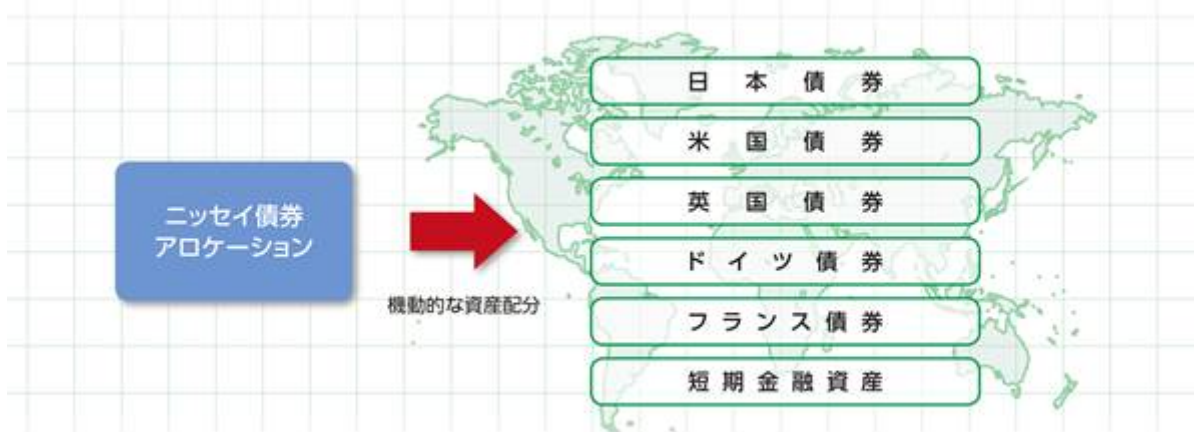 ニッセイ債券
アロケーション
機動的な資産配分
日本債券
米国債券
英国債券
ドイツ債券
フランス債券
短期金融資産